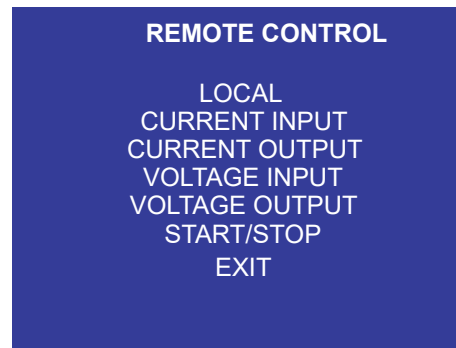 REMOTE CONTROL
LOCAL
CURRENT INPUT
CURRENT OUTPUT
VOLTAGE INPUT
VOLTAGE OUTPUT
START/STOP
EXIT